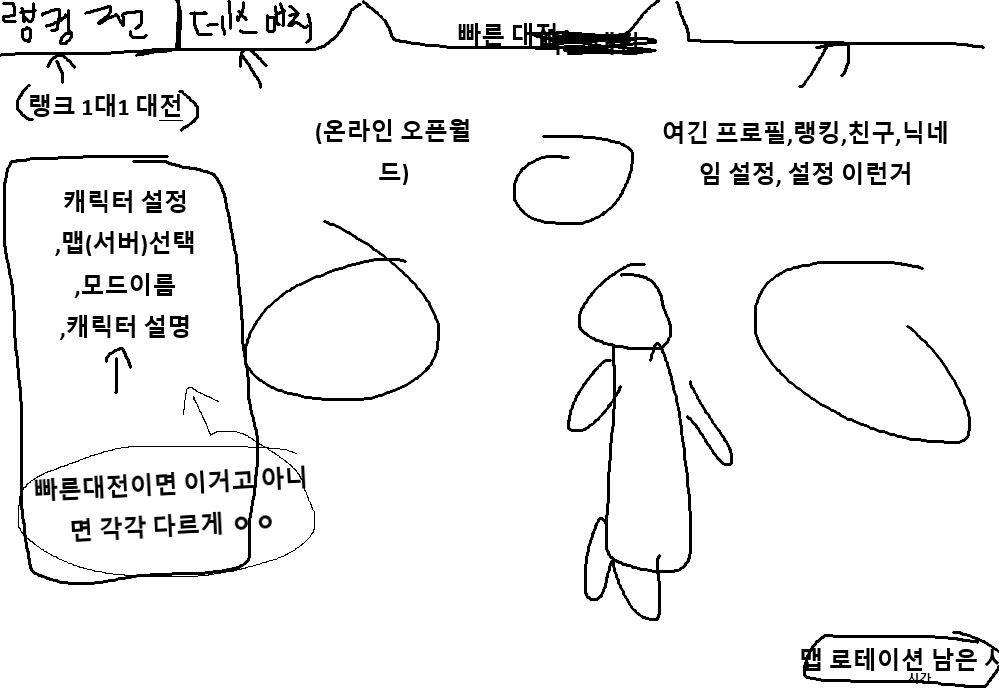 랭킹 전
데스 매치
빠른 대전
(랭크 1대1 대전)
(온라인 오픈월
드)
여긴 프로필,랭킹,친구,닉네
임 설정, 설정 이런거
캐릭터 설정
,맵(서버)선택
,모드이름
,캐릭터 설명
빠른대전이면 이거고 아니
면 각각 다르게 ㅇㅇ
맵 로테이션 남은 시
시간